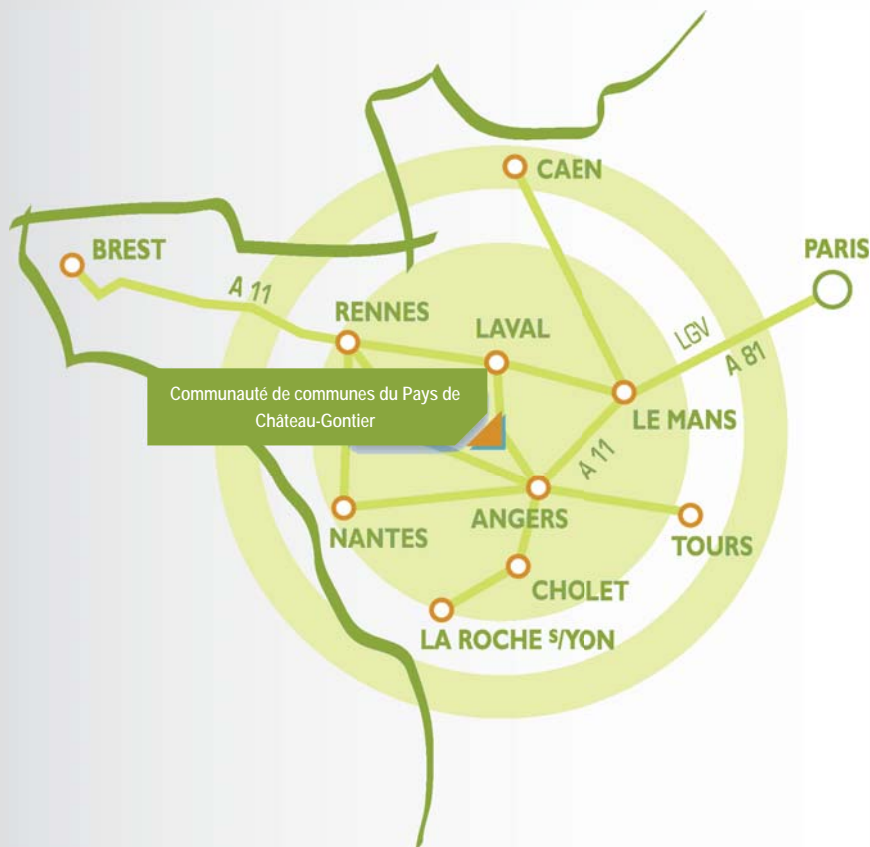 CAEN
BREST
PARIS
A 11
RENNES
LAVAL
LGV
A 81
Communauté de communes du Pays de
Château-Gontier
LE MANS
A 11
ANGERS
NANTES
TOURS
CHOLET
LA ROCHE S/YON